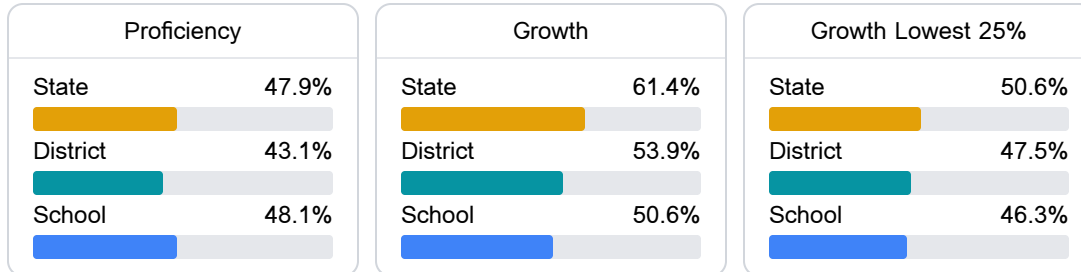 Proficiency
State 47.9%
District 43.1%
School 48.1%
Growth
State 61.4%
District 53.9%
School 50.6%
Growth Lowest 25%
State 50.6%
District 47.5%
School 46.3%